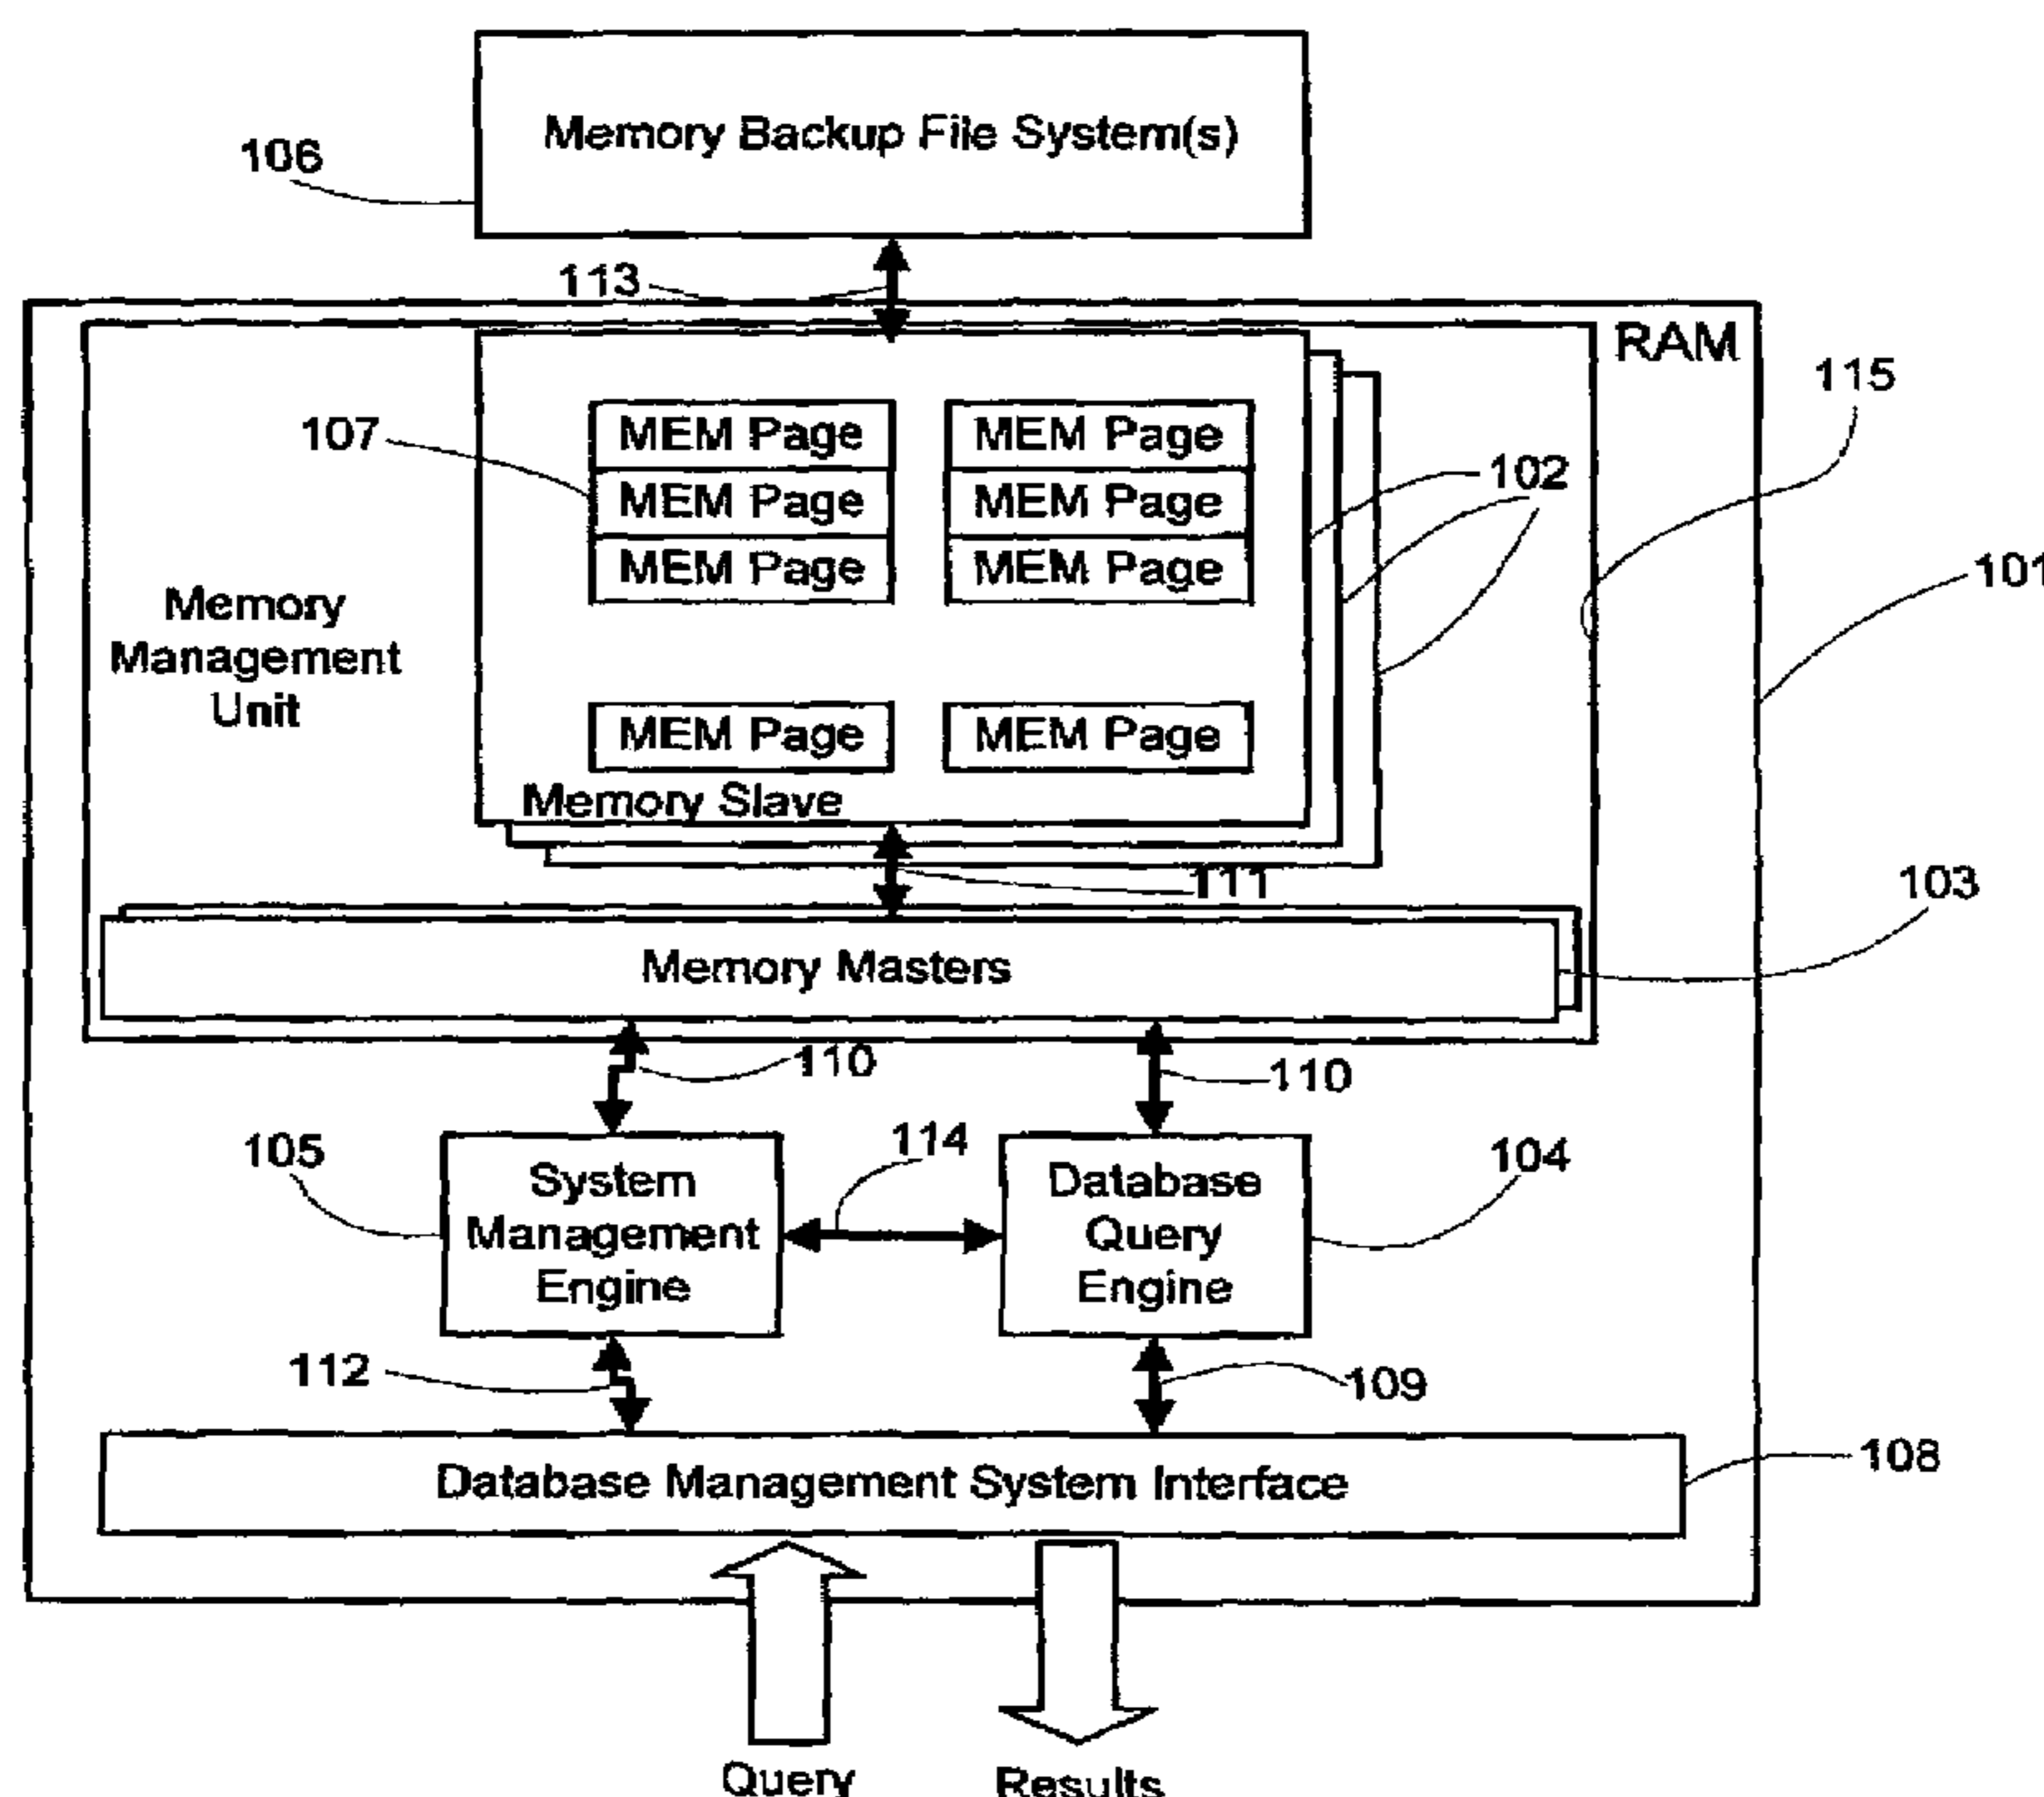 Memory Backup File System(s)
106
113
RAM
115
107
MEM Page
MEM Page
MEM Page
MEM Page
MEM Page
MEM Page
102
101
Memory
Management
Unit
MEM Page
MEM Page
Memory Slave
111
103
Memory Masters
110
110
105
114
104
System
Management
Engine
Database
Query
Engine
112
109
Database Management System Interface
108
Query
Results